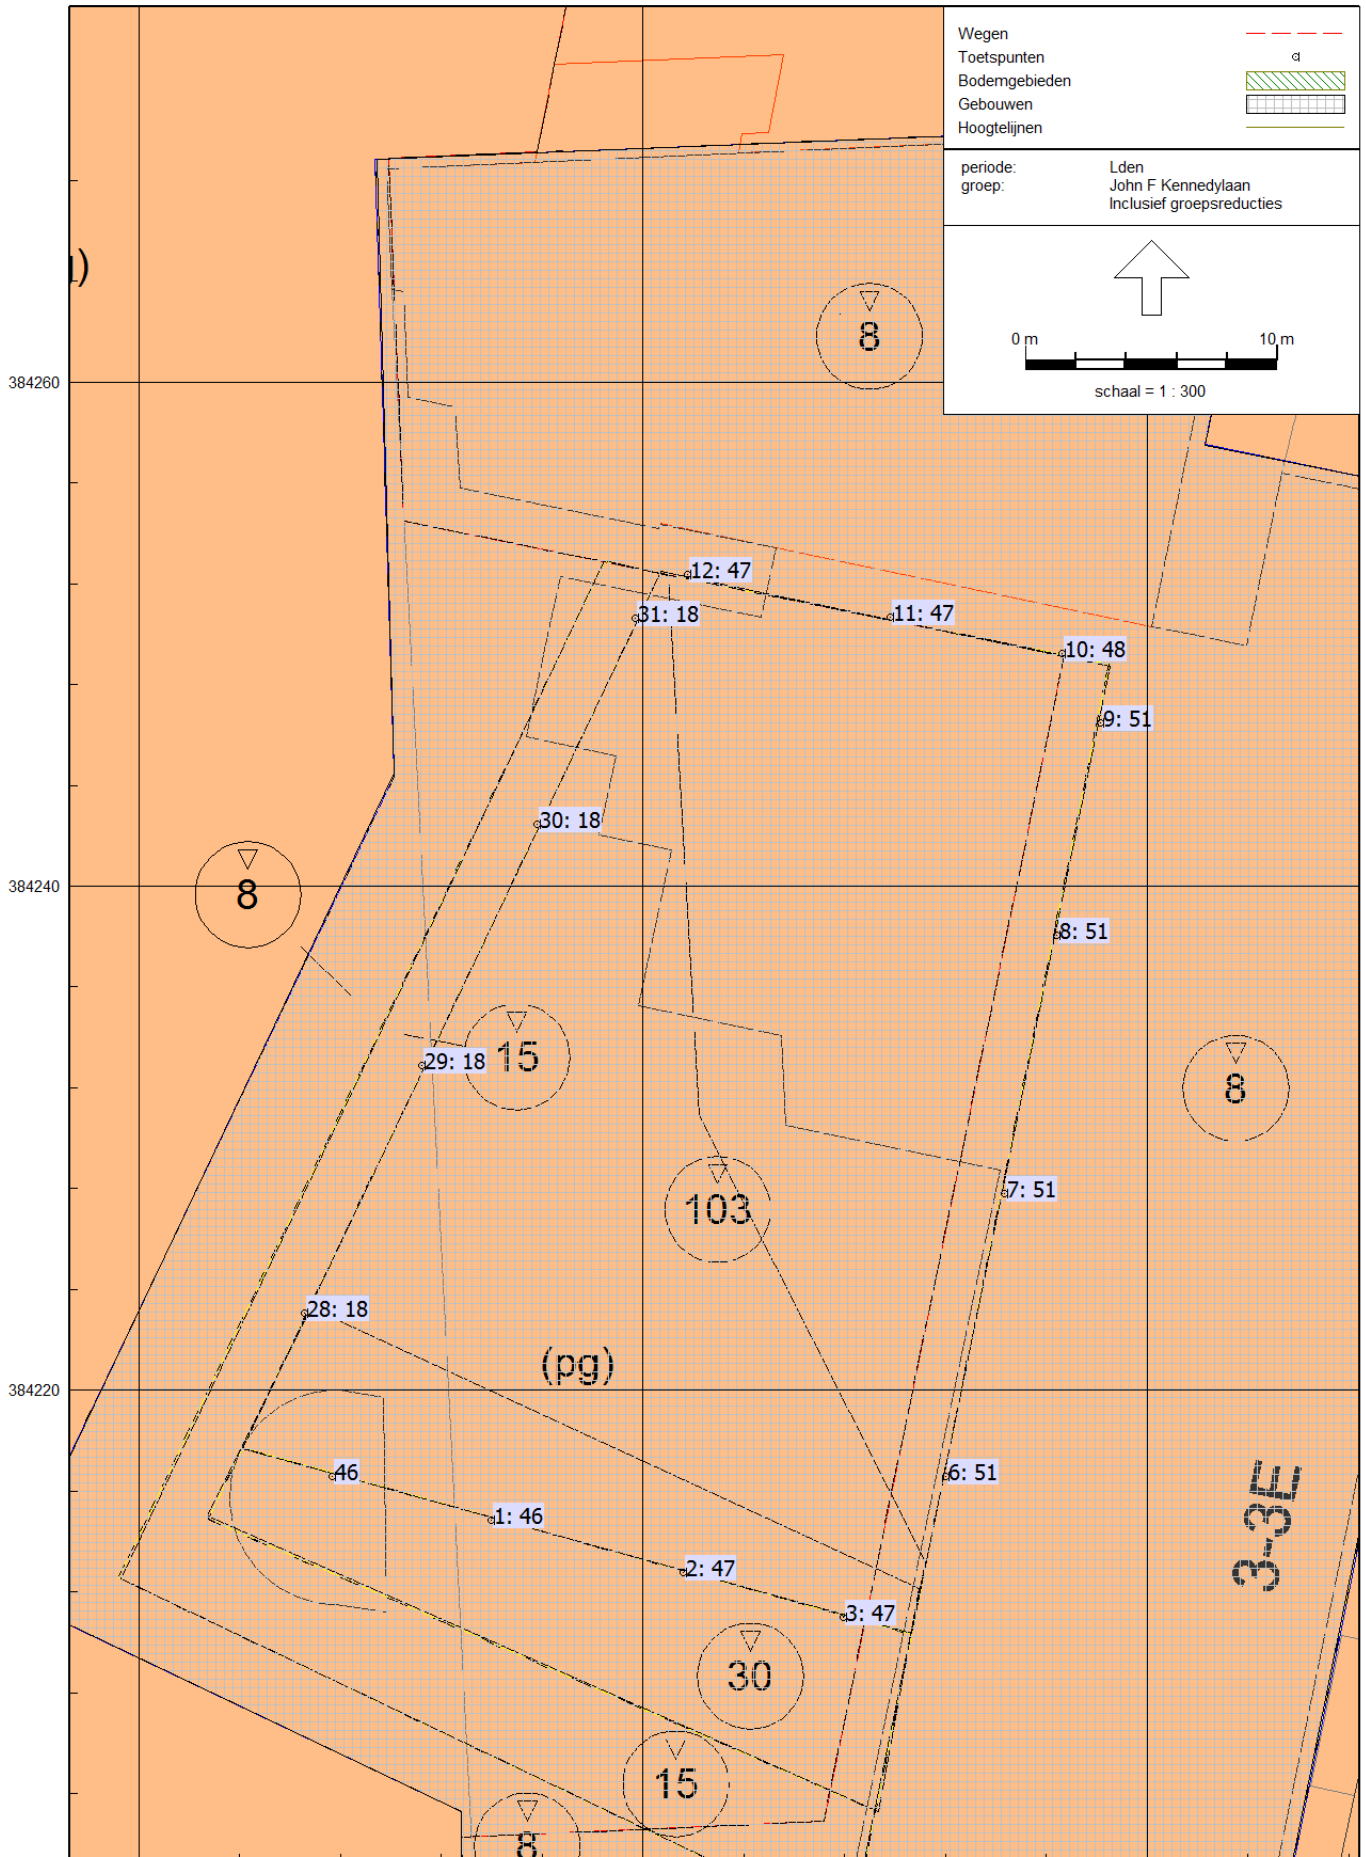 Wegen
Toetspunten
Bodemgebieden
Gebouwen
Hoogtelijnen
periode: Lden
groep: John F Kennedylaan
Inclusief groepsreducties
0 m 10 m
schaal = 1 : 300
8
384260
12: 47
31: 18
11: 47
10: 48
9: 51
30: 18
384240
8
8: 51
15
29: 18
8
7: 51
103
28: 18
(pg)
384220
46
6: 51
1: 46
3-3E
2: 47
3: 47
30
15
8